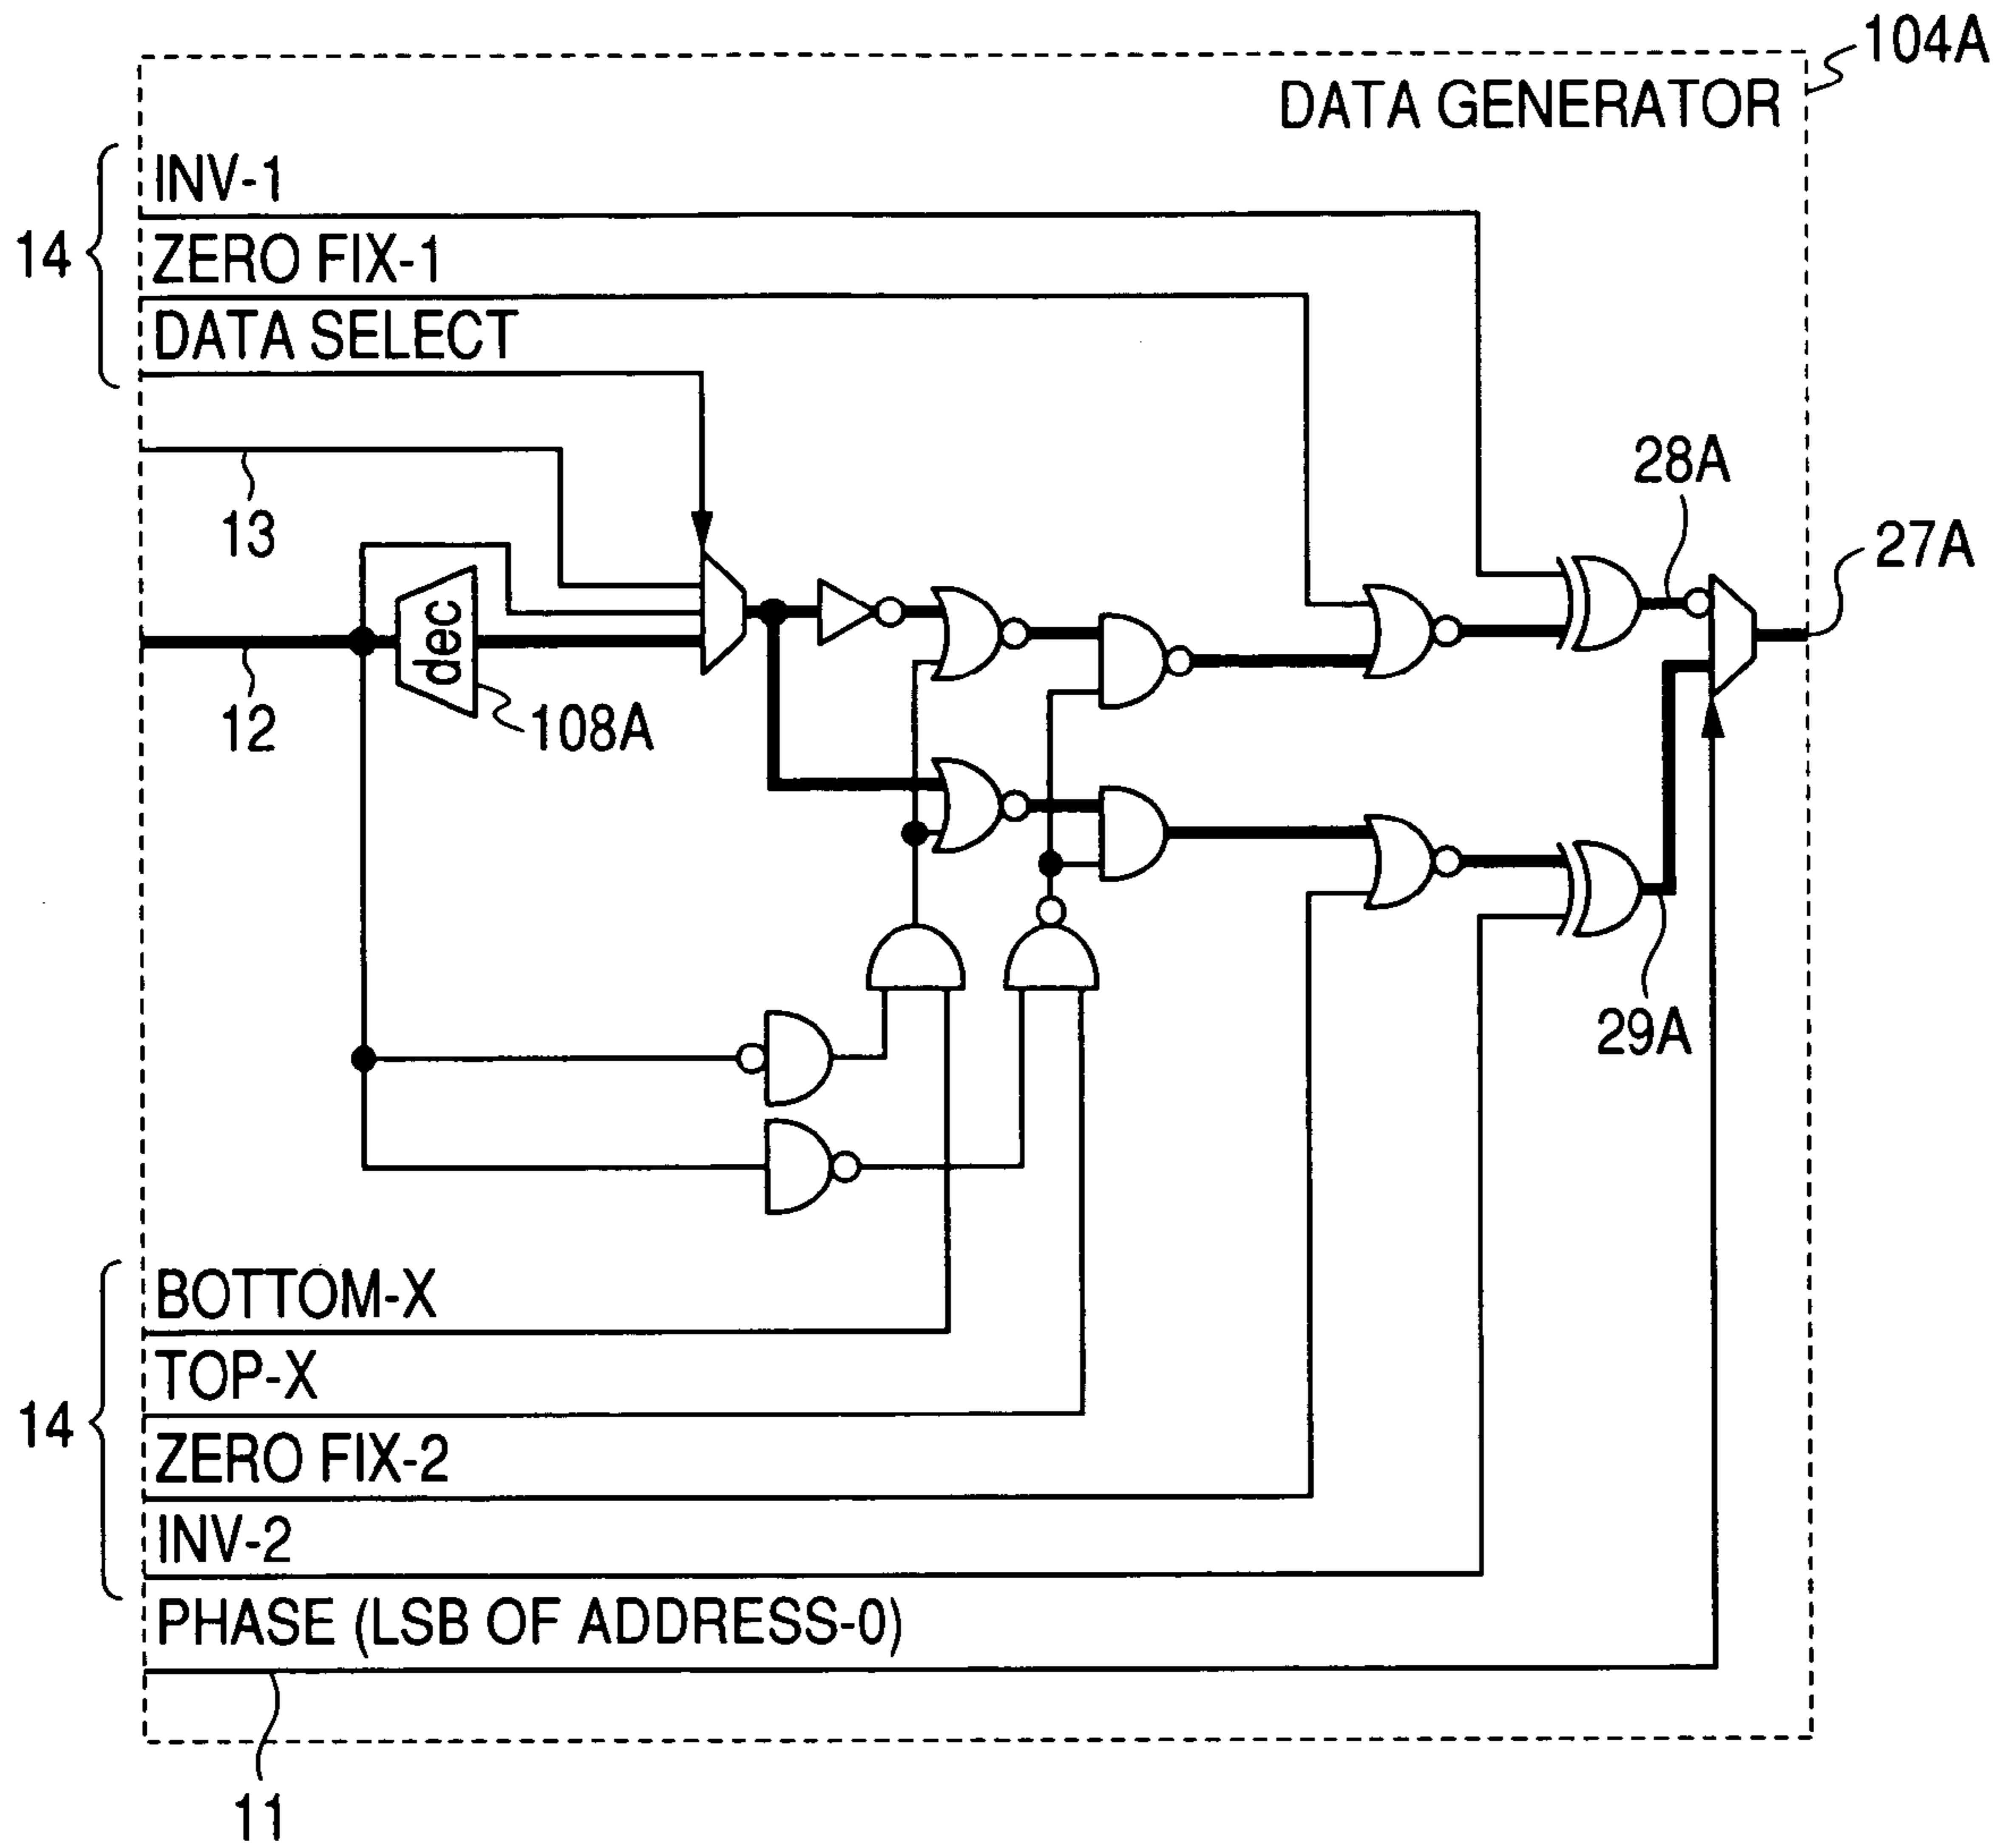 104A
DATA GENERATOR
14
INV-1
ZERO FIX-1
DATA SELECT
13
28A
27A
dec
12
108A
29A
14
BOTTOM-X
TOP-X
ZERO FIX-2
INV-2
PHASE (LSB OF ADDRESS-0)
11